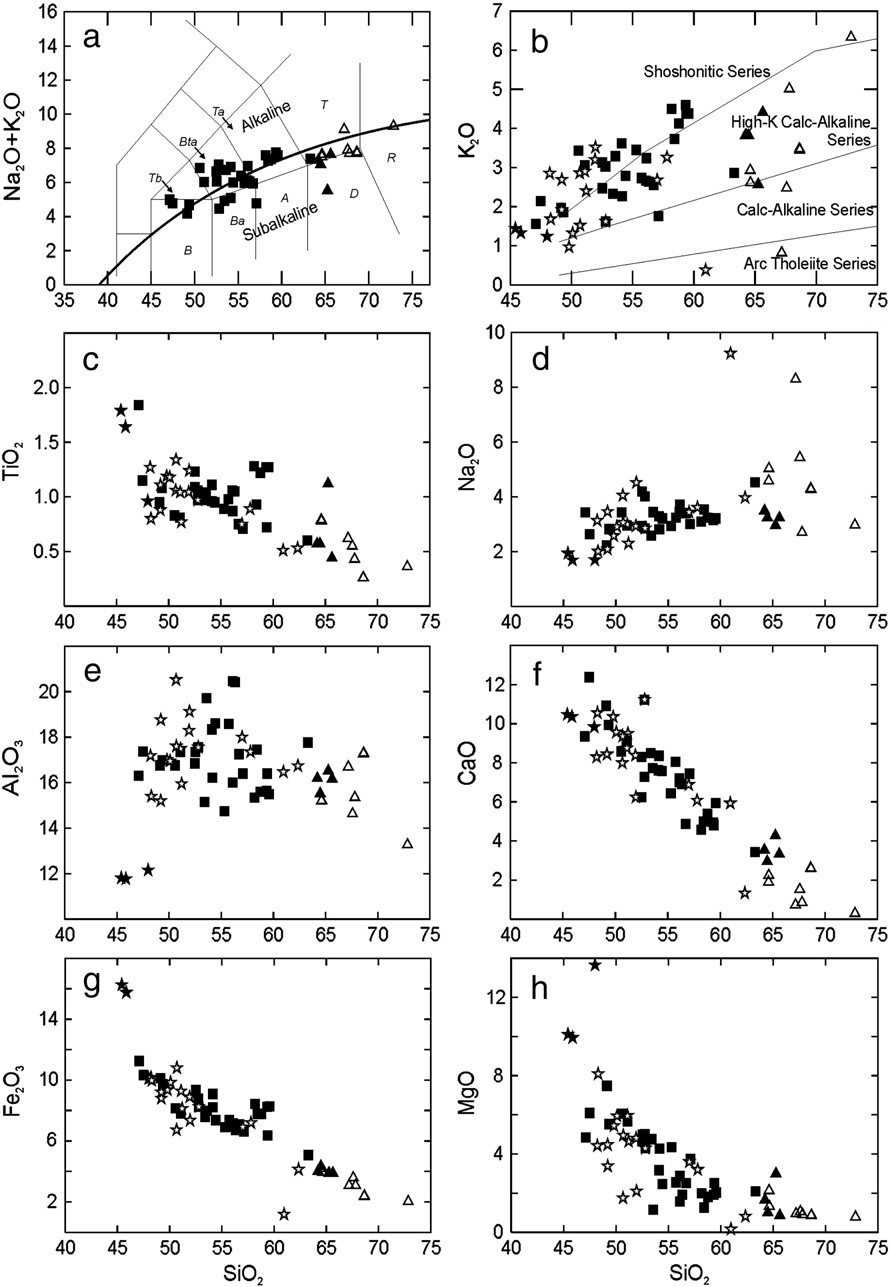 a
Na₂O+K₂O
16
14
12
10
8
6
4
2
0
35 40 45 50 55 60 65 70 75
Ta
Alkaline
T
Bta
Tb
R
A
D
Ba
Subalkaline
B
b
K₂O
7
6
5
4
3
2
1
0
45 50 55 60 65 70 75
Shoshonitic Series
High-K Calc-Alkaline
Series
Calc-Alkaline Series
Arc Tholeiite Series
c
TiO₂
2.0
1.5
1.0
0.5
40 45 50 55 60 65 70 75
d
Na₂O
10
8
6
4
2
40 45 50 55 60 65 70 75
e
Al₂O₃
20
18
16
14
12
40 45 50 55 60 65 70 75
f
CaO
12
10
8
6
4
2
40 45 50 55 60 65 70 75
g
Fe₂O₃
16
14
10
6
2
40 45 50 55 60 65 70 75
SiO₂
h
MgO
12
8
4
0
40 45 50 55 60 65 70 75
SiO₂